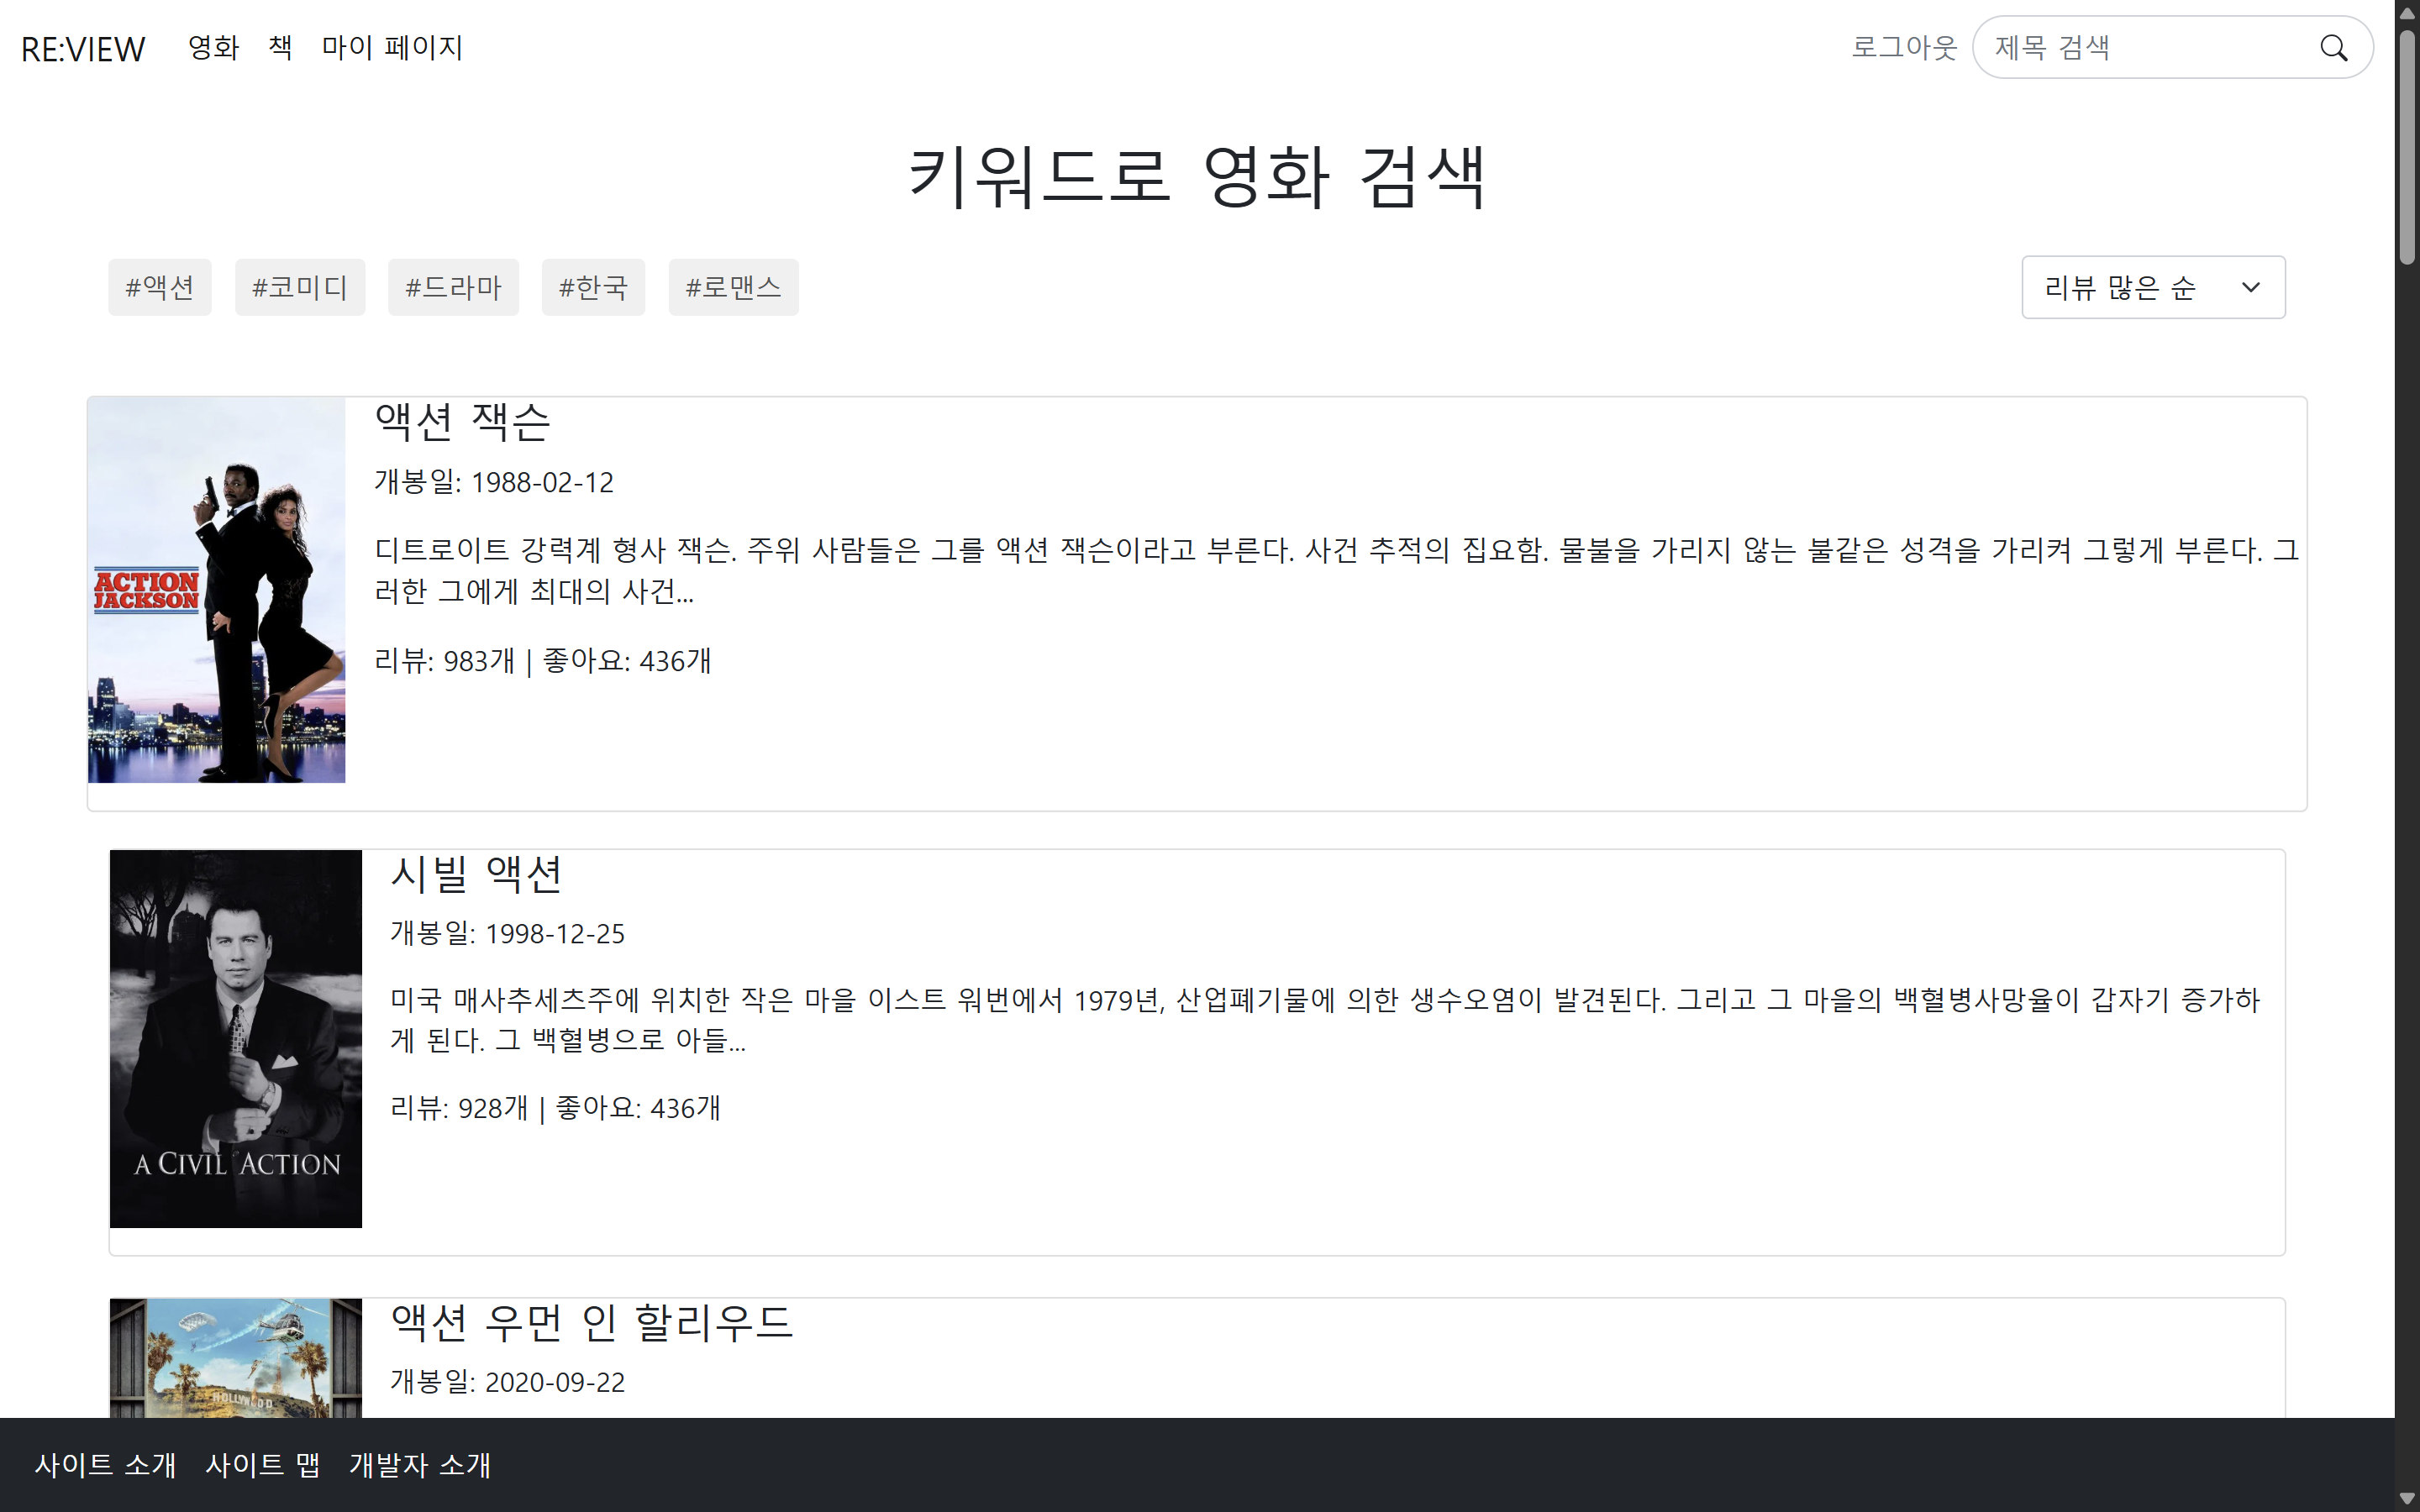 RE:VIEW 영화 책 마이 페이지 로그아웃 제목 검색
키워드로 영화 검색
#액션 #코미디 #드라마 #한국 #로맨스 리뷰 많은 순
액션 잭슨
개봉일: 1988-02-12
디트로이트 강력계 형사 잭슨. 주위 사람들은 그를 액션 잭슨이라고 부른다. 사건 추적의 집요함. 물불을 가리지 않는 불같은 성격을 가리켜 그렇게 부른다. 그
러한 그에게 최대의 사건...
리뷰: 983개 | 좋아요: 436개
ACTION
JACKSON
시빌 액션
개봉일: 1998-12-25
미국 매사추세츠주에 위치한 작은 마을 이스트 워번에서 1979년, 산업폐기물에 의한 생수오염이 발견된다. 그리고 그 마을의 백혈병사망율이 갑자기 증가하
게 된다. 그 백혈병으로 아들...
리뷰: 928개 | 좋아요: 436개
A CIVIL ACTION
액션 우먼 인 할리우드
개봉일: 2020-09-22
HOLLYWOOD
사이트 소개 사이트 맵 개발자 소개